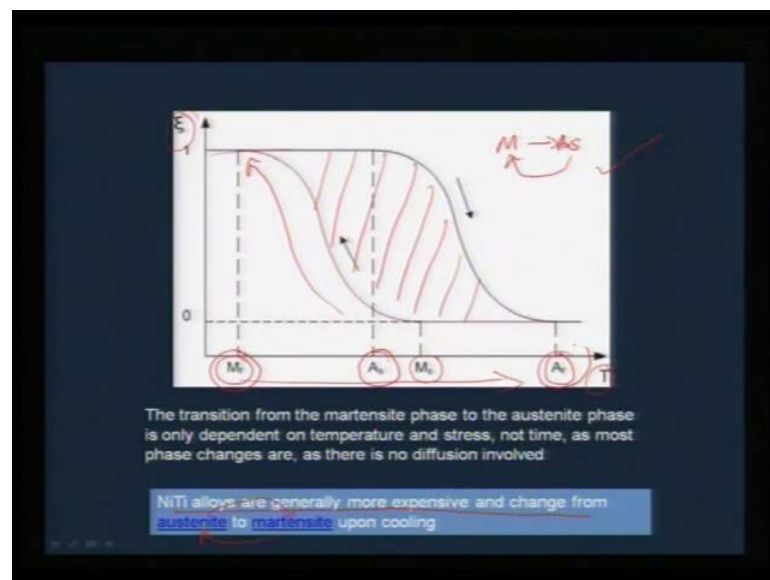 ξ
M → As
1
0
Mf As Ms Af T
The transition from the martensite phase to the austenite phase
is only dependent on temperature and stress, not time, as most
phase changes are, as there is no diffusion involved
NiTi alloys are generally more expensive and change from
austenite to martensite upon cooling